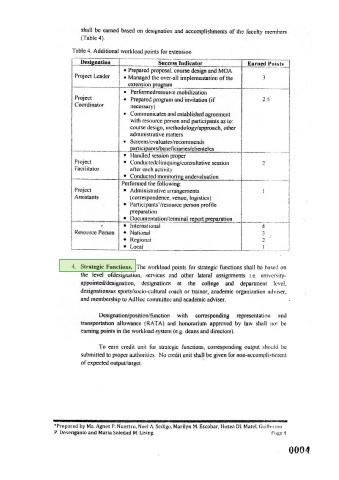 shall be earned based on designation and accomplishments of the faculty members
(Table 4).
Table 4. Additional workload points for extension
Designation Success Indicator Earned Points
• Prepared proposal, course design and MOA
Project Leader • Managed the over-all implementation of the 3
extension program
• Performed resource mobilization
Project • Prepared program and invitation (if 2.5
Coordinator necessary)
• Communicates and established agreement
with resource person and participants as to
course design, methodology/approach, other
administrative matters
• Screens/evaluates/recommends
participants/beneficiaries/clienteles
• Handled session proper
Project • Conducted critiquing/consultative session 2
Facilitator after each activity
• Conducted monitoring and evaluation
Performed the following:
Project • Administrative arrangements 1
Assistants (correspondence, venue, logistics)
• Participants'/resource person profile
preparation
• Documentation/terminal report preparation
• International 4
Resource Person • National 3
• Regional 2
• Local 1
4. Strategic Functions. The workload points for strategic functions shall be based on
the level of designation, services and other lateral assignments i.e. university-
appointed/designation, designations at the college and department level,
designation as sports/socio-cultural coach or trainor, academic organization adviser,
and membership to AdHoc committee and academic adviser.
Designation/position/function with corresponding representation and
transportation allowance (RATA) and honorarium approved by law shall not be
earning points in the workload system (e.g. deans and directors).
To earn credit unit for strategic functions, corresponding output should be
submitted to proper authorities. No credit unit shall be given for non-accomplishment
of expected output/target.
*Prepared by Ms. Agnes F. Nuestro, Noel A. Sedigo, Marilyn M. Escobar, Hutea DI. Matel, Guillermo
P. Desenganio and Maria Soledad M. Lising Page 4
0004